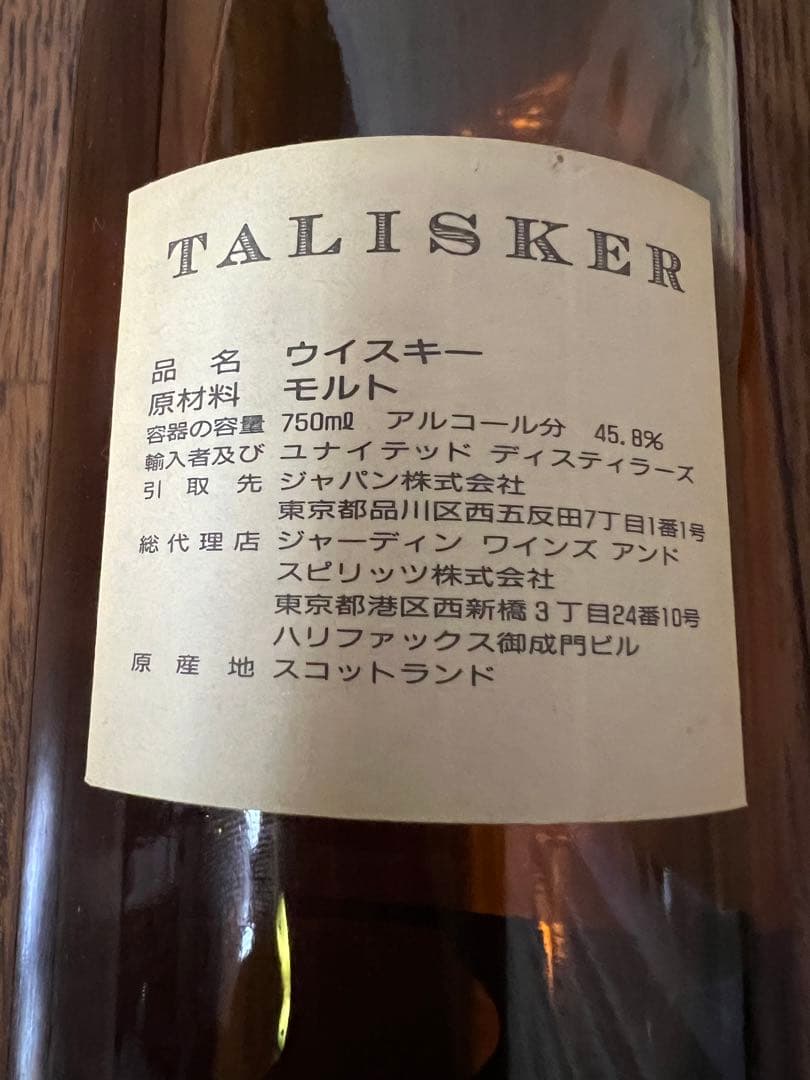 TALISKER
品名 ウイスキー
原材料 モルト
容器の容量 750mℓ アルコール分 45.8%
輸入者及び ユナイテッド ディスティラーズ
引取先 ジャパン株式会社
東京都品川区西五反田7丁目1番1号
総代理店 ジャーディン ワインズ アンド
スピリッツ株式会社
東京都港区西新橋3丁目24番10号
ハリファックス御成門ビル
原産地 スコットランド